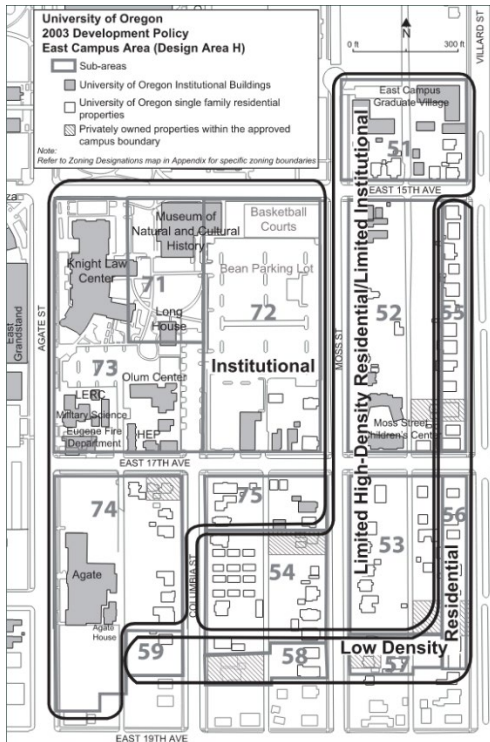 University of Oregon
2003 Development Policy
East Campus Area (Design Area H)
Sub-areas
University of Oregon Institutional Buildings
University of Oregon single family residential
properties
Privately owned properties within the approved
campus boundary
Note:
Refer to Zoning Designations map in Appendix for specific zoning boundaries
N
0 ft
300 ft
VILLARD ST
East Campus
Graduate Village
51
EAST 15TH AVE
Museum of
Natural and Cultural
History
Basketball
Courts
Knight Law
Center
Bean Parking Lot
71
Long
House
72
52
55
AGATE ST
East
Grandstand
MOSS ST
Limited High-Density Residential/Limited Institutional
73
Olum Center
Institutional
LERC
Military Science
Eugene Fire
Department
HEP
Moss Street
Children's Center
EAST 17TH AVE
74
75
56
Agate
Agate
House
COLUMBIA ST
54
53
Residential
59
58
Low Density
57
EAST 19TH AVE